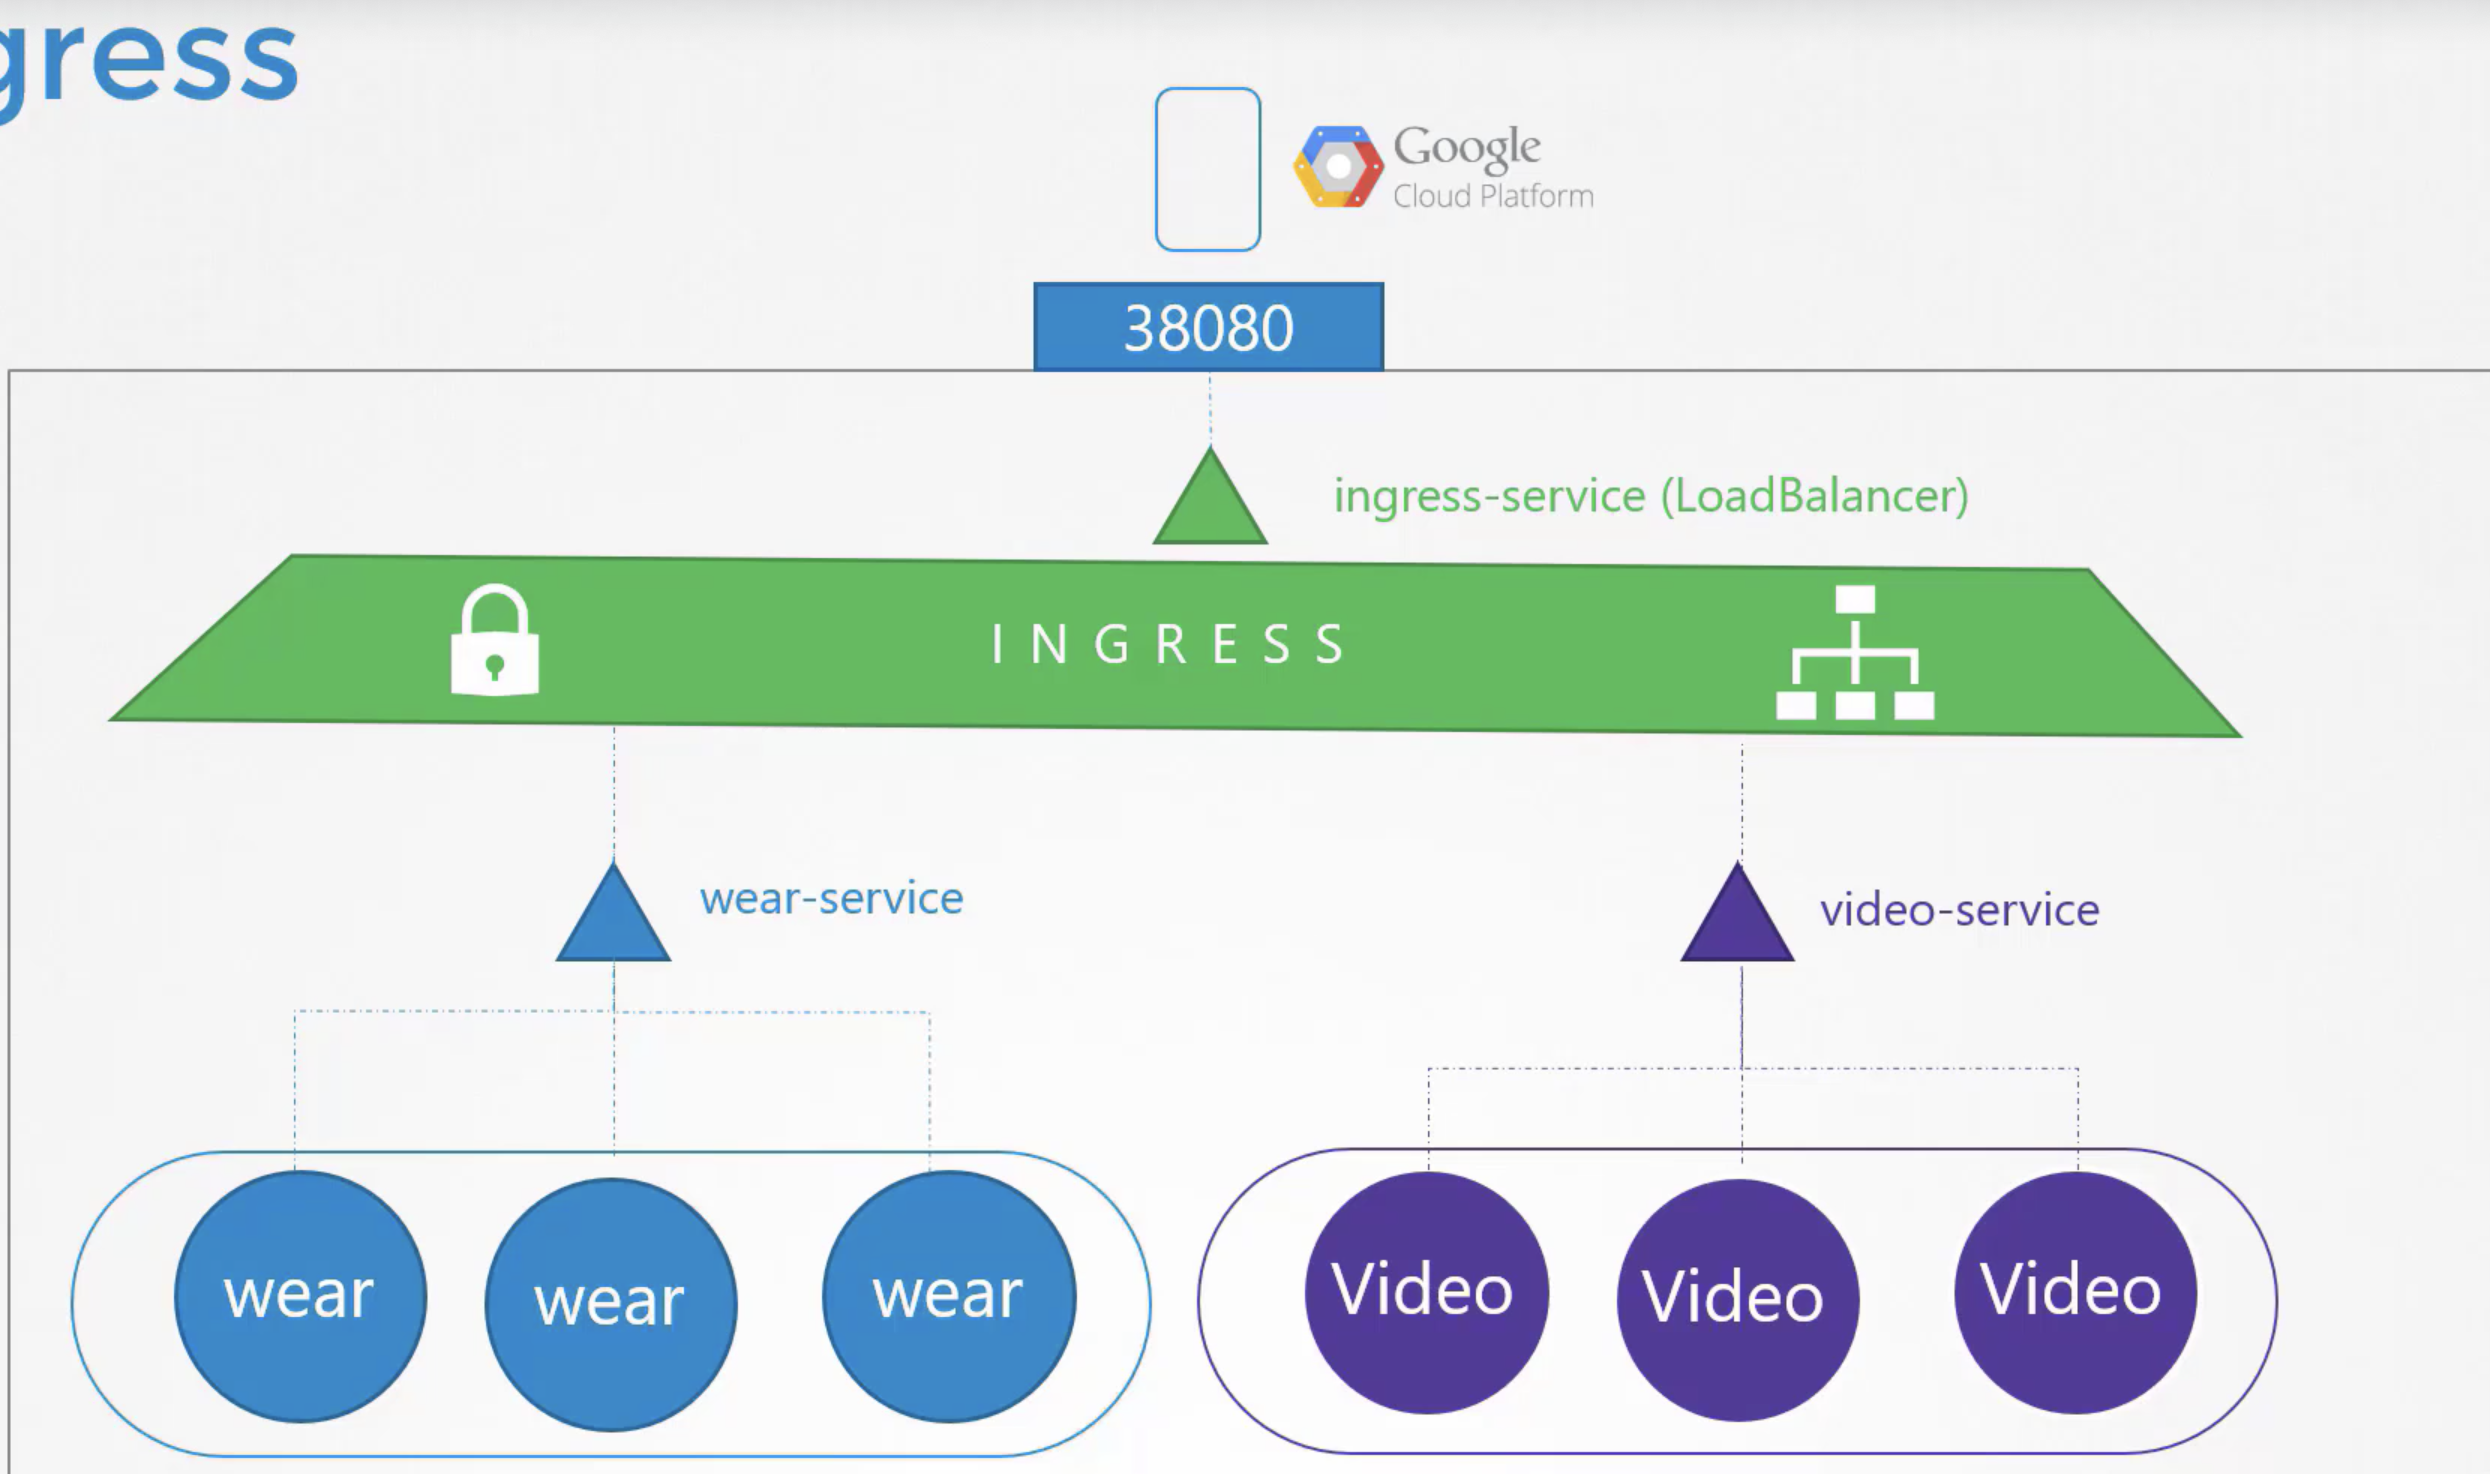 gress
Google
Cloud Platform
38080
ingress-service (LoadBalancer)
INGRESS
wear-service
video-service
wear
wear
wear
Video
Video
Video